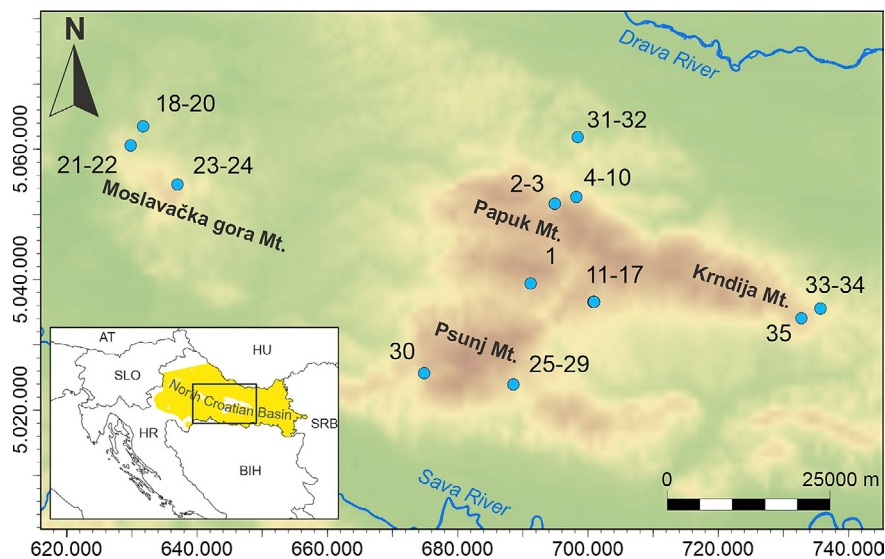 N
Drava River
18-20
31-32
21-22
23-24
2-3
4-10
Moslavačka gora Mt.
Papuk Mt.
1
11-17
Krndija Mt.
33-34
35
Psunj Mt.
30
25-29
AT
HU
SLO
North Croatian Basin
SRB
HR
BIH
Sava River
0
25000 m
5.060.000
5.040.000
5.020.000
620.000
640.000
660.000
680.000
700.000
720.000
740.000